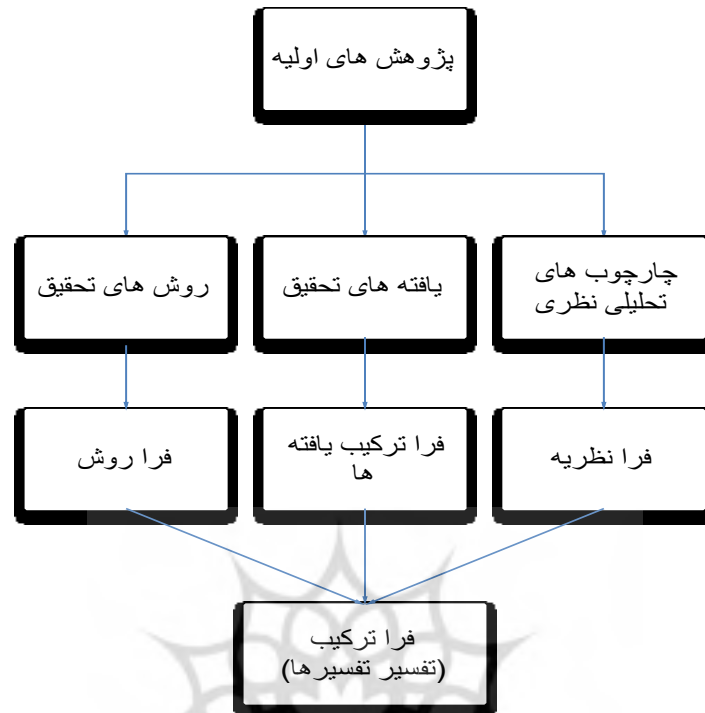 پژوهش های اولیه
چارچوب های
تحلیلی نظری
یافته های تحقیق
روش های تحقیق
فرا نظریه
فرا ترکیب یافته
ها
فرا روش
فرا ترکیب
(تفسیر تفسیرها)